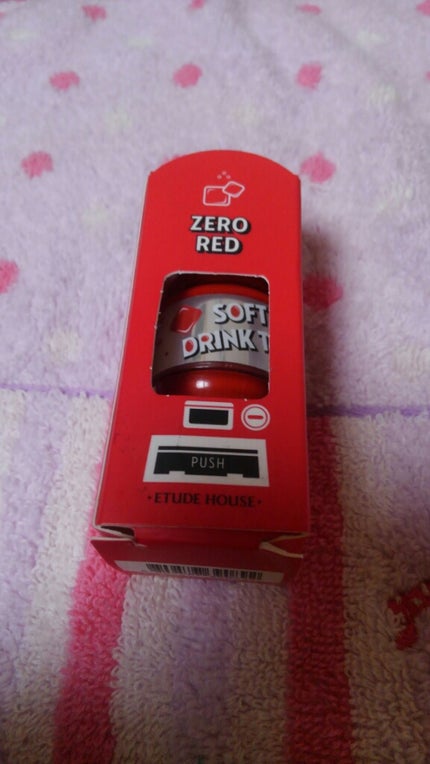 ZERO
RED
SOFT
DRINK T
PUSH
·ETUDE HOUSE·